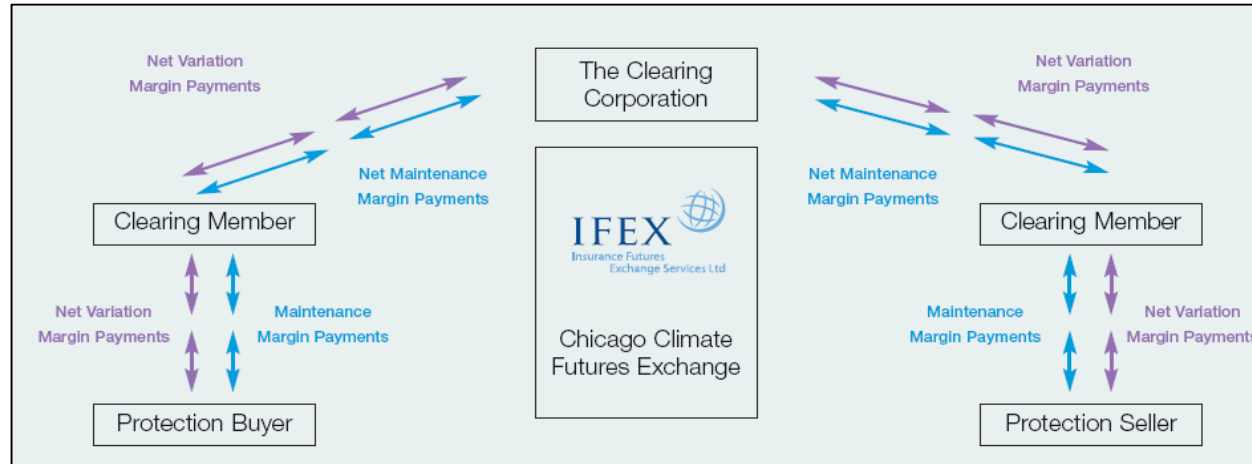 Net Variation
Margin Payments
The Clearing
Corporation
Net Variation
Margin Payments
Net Maintenance
Margin Payments
Net Maintenance
Margin Payments
Clearing Member
IFEX
Insurance Futures
Exchange Services Ltd
Clearing Member
Net Variation
Margin Payments
Maintenance
Margin Payments
Chicago Climate
Futures Exchange
Maintenance
Margin Payments
Net Variation
Margin Payments
Protection Buyer
Protection Seller